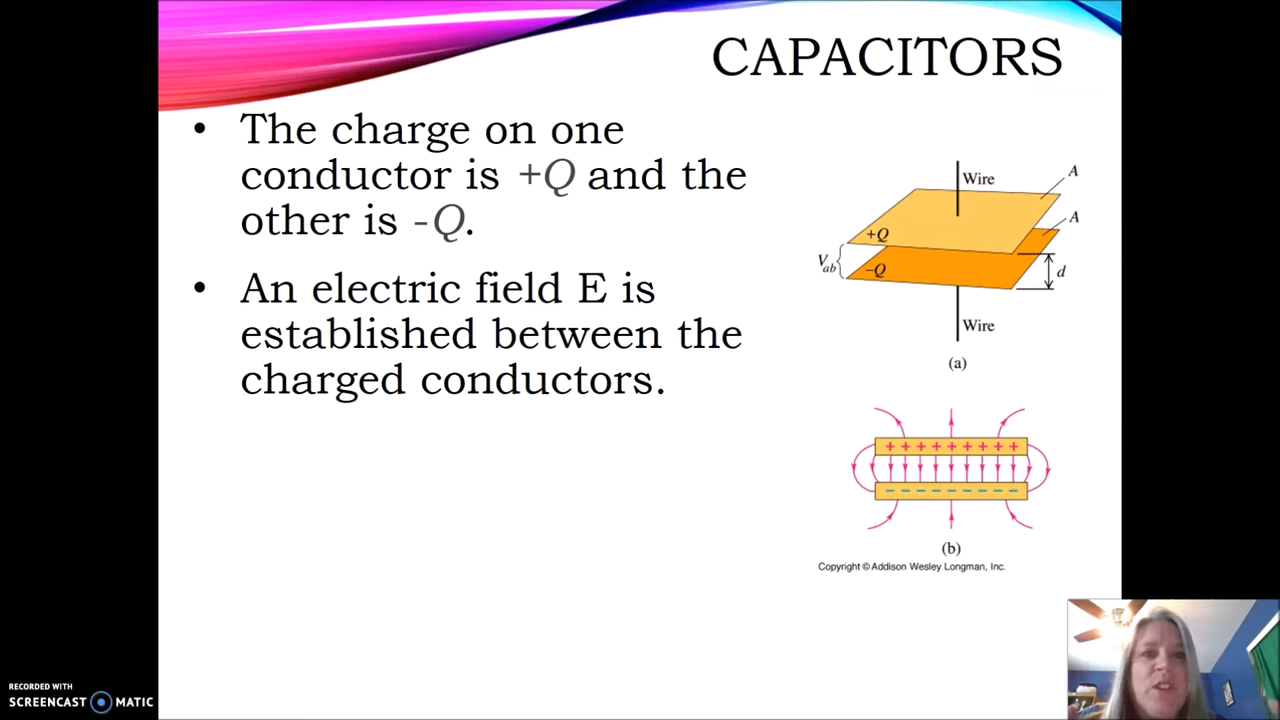 CAPACITORS
• The charge on one
conductor is +Q and the
other is -Q.
• An electric field E is
established between the
charged conductors.
Wire
A
A
+Q
V ab
−Q
d
Wire
(a)
+ + + + + + + + +
− − − − − − − − −
(b)
Copyright © Addison Wesley Longman, Inc.
RECORDED WITH
SCREENCAST MATIC